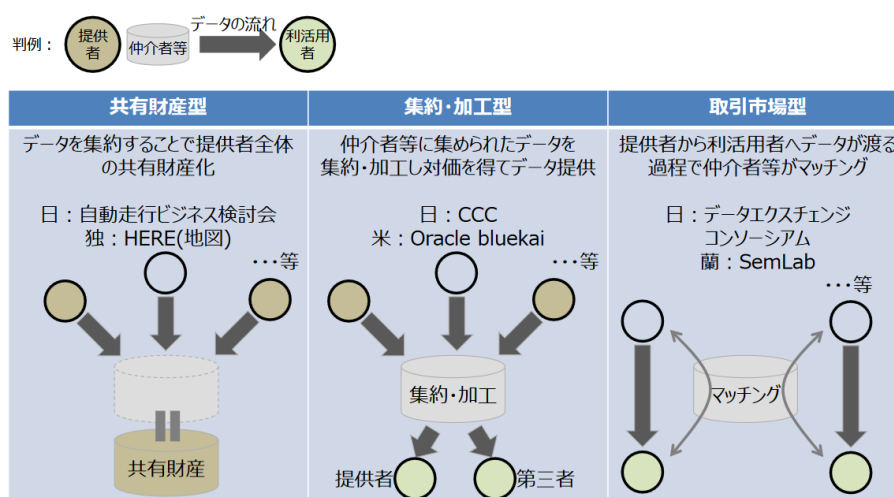 判例：
提供
者
仲介者等
データの流れ
利活用
者
共有財産型
データを集約することで提供者全体
の共有財産化
日：自動走行ビジネス検討会
独：HERE(地図)
…等
共有財産
集約・加工型
仲介者等に集められたデータを
集約・加工し対価を得てデータ提供
日：CCC
米：Oracle bluekai
…等
集約・加工
提供者
第三者
取引市場型
提供者から利活用者へデータが渡る
過程で仲介者等がマッチング
日：データエクスチェンジ
コンソーシアム
蘭：SemLab
…等
マッチング